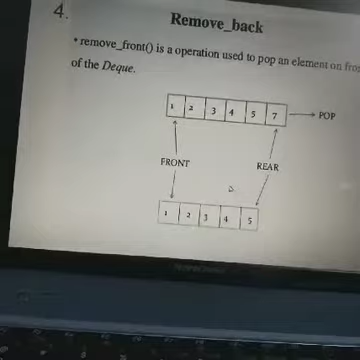 4.
Remove_back
• remove_front() is a operation used to pop an element on
of the Deque.
1 2 3 4 5 7 POP
FRONT REAR
1 2 3 4 5